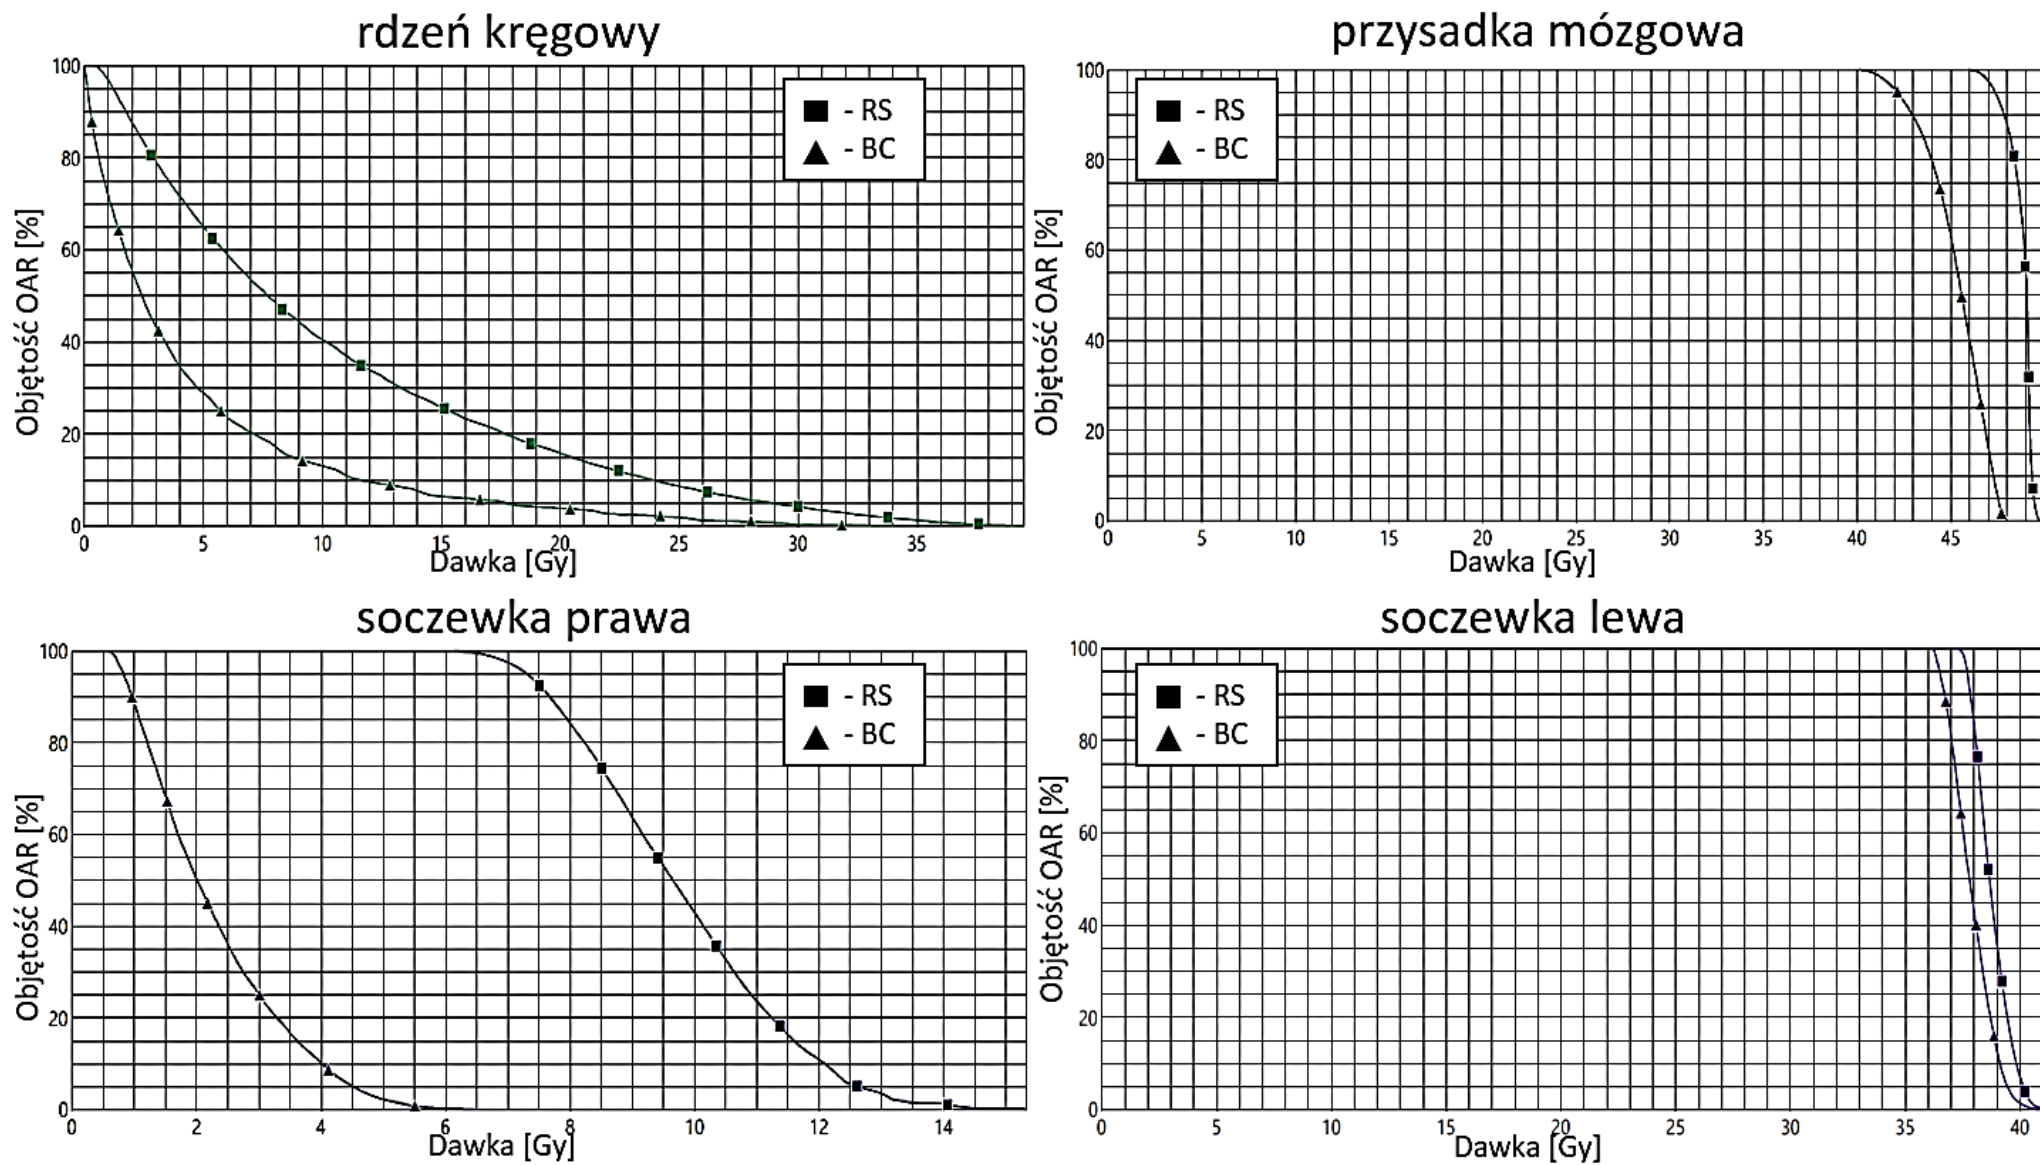 rdzeń kręgowy
100
80
60
40
20
0
Objętość OAR [%]
- RS
- BC
0 5 10 15 20 25 30 35
Dawka [Gy]
przysadka mózgowa
100
80
60
40
20
0
Objętość OAR [%]
- RS
- BC
0 5 10 15 20 25 30 35 40 45
Dawka [Gy]
soczewka prawa
100
80
60
40
20
0
Objętość OAR [%]
- RS
- BC
0 2 4 6 8 10 12 14
Dawka [Gy]
soczewka lewa
100
80
60
40
20
0
Objętość OAR [%]
- RS
- BC
0 5 10 15 20 25 30 35 40
Dawka [Gy]